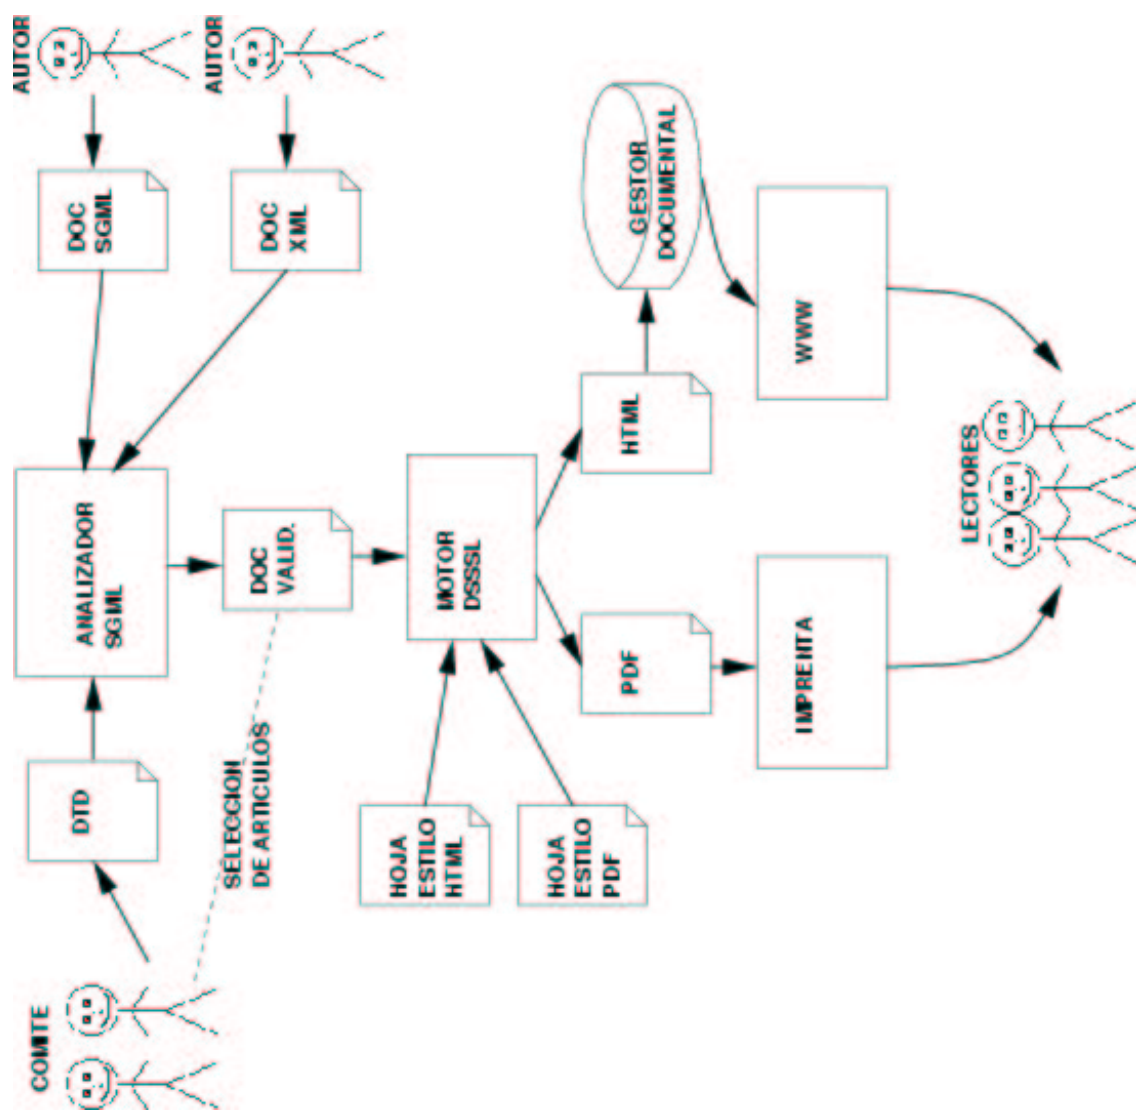 COMITE
DTD
ANALIZADOR
SGML
DOC
SGML
AUTOR
DOC
XML
AUTOR
SELECCION
DE ARTICULOS
DOC
VALID.
HOJA
ESTILO
HTML
MOTOR
DSSSL
HOJA
ESTILO
PDF
PDF
HTML
GESTOR
DOCUMENTAL
IMPRENTA
WWW
LECTORES